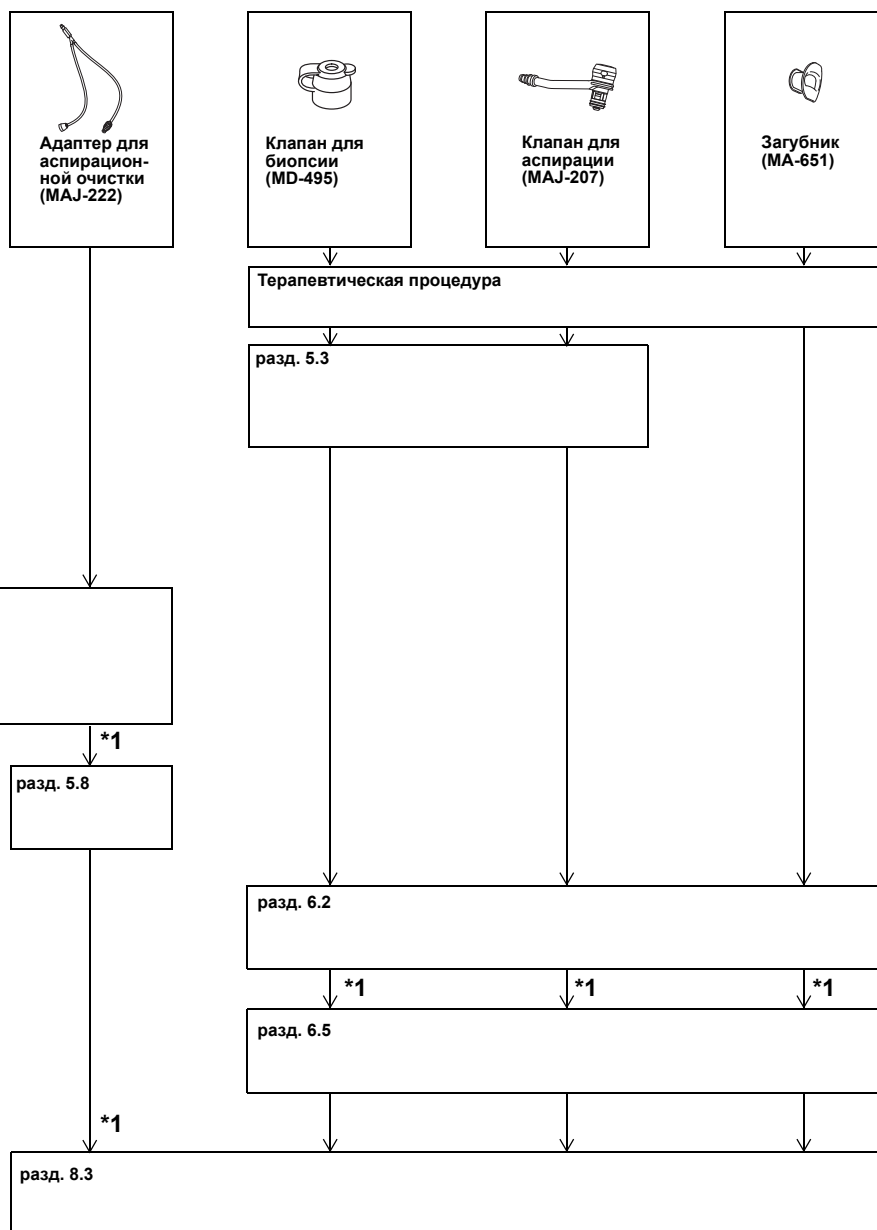 Адаптер для
аспирацион-
ной очистки
(MAJ-222)
Клапан для
биопсии
(MD-495)
Клапан для
аспирации
(MAJ-207)
Загубник
(MA-651)
Терапевтическая процедура
разд. 5.3
*1
разд. 5.8
разд. 6.2
*1
*1
*1
разд. 6.5
*1
разд. 8.3